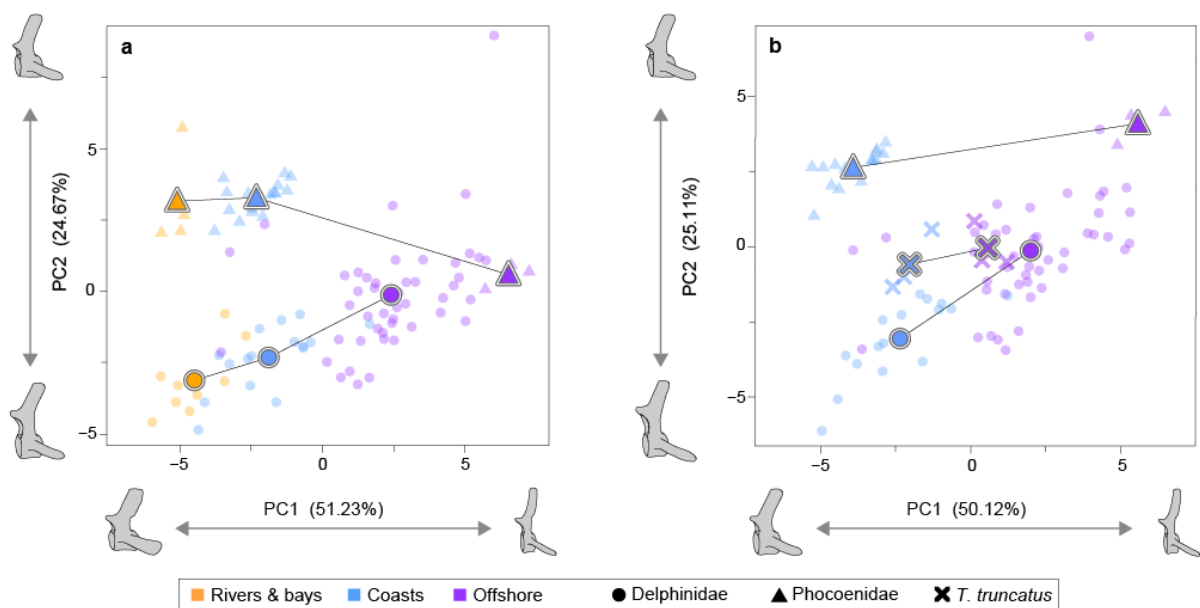 a
PC2 (24.67%)
5
0
−5
−5
0
5
PC1 (51.23%)
b
PC2 (25.11%)
5
0
−5
−5
0
5
PC1 (50.12%)
Rivers & bays Coasts Offshore Delphinidae Phocoenidae T. truncatus